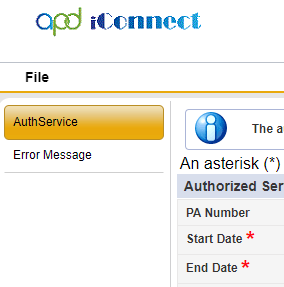 apd iConnect
File
AuthService
Error Message
The a
An asterisk (*)
Authorized Ser
PA Number
Start Date *
End Date *